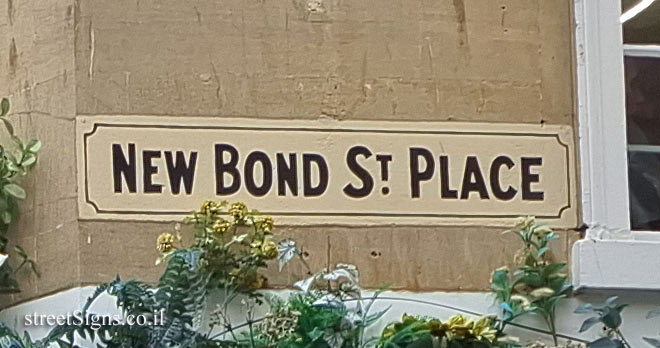 NEW BOND ST. PLACE
streetSigns.co.il